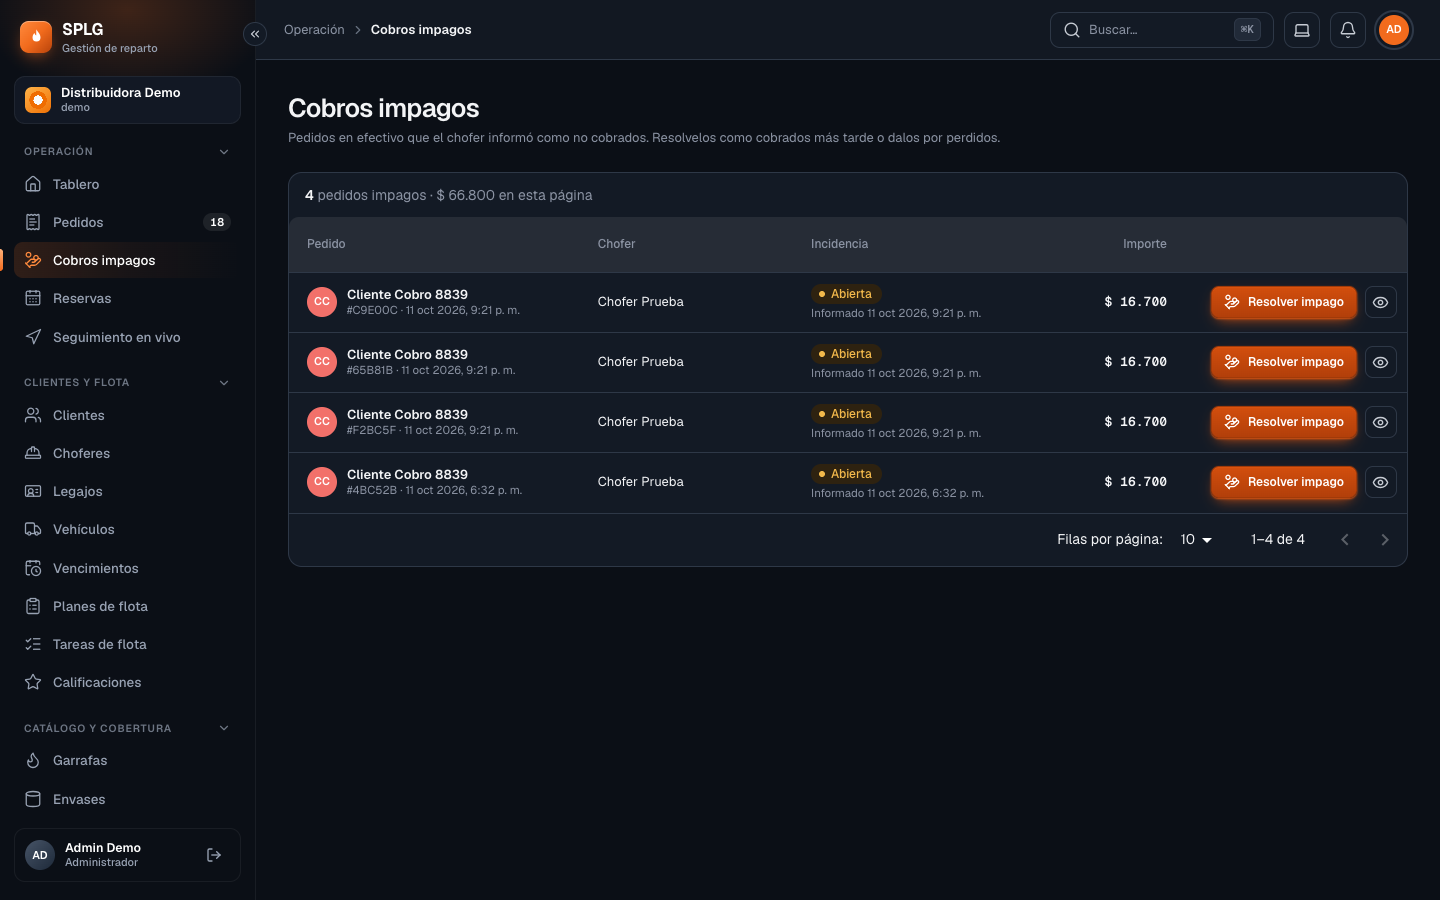 SPLG
Gestión de reparto
Distribuidora Demo
demo
OPERACIÓN
Tablero
Pedidos 18
Cobros impagos
Reservas
Seguimiento en vivo
CLIENTES Y FLOTA
Clientes
Choferes
Legajos
Vehículos
Vencimientos
Planes de flota
Tareas de flota
Calificaciones
CATÁLOGO Y COBERTURA
Garrafas
Envases
AD
Admin Demo
Administrador
Operación > Cobros impagos
Buscar... ⌘K
AD
Cobros impagos
Pedidos en efectivo que el chofer informó como no cobrados. Resolvelos como cobrados más tarde o dalos por perdidos.
4 pedidos impagos · $ 66.800 en esta página
Pedido Chofer Incidencia Importe
CC Cliente Cobro 8839 Chofer Prueba Abierta $ 16.700 Resolver impago
#C9E00C · 11 oct 2026, 9:21 p. m. Informado 11 oct 2026, 9:21 p. m.
CC Cliente Cobro 8839 Chofer Prueba Abierta $ 16.700 Resolver impago
#65B81B · 11 oct 2026, 9:21 p. m. Informado 11 oct 2026, 9:21 p. m.
CC Cliente Cobro 8839 Chofer Prueba Abierta $ 16.700 Resolver impago
#F2BC5F · 11 oct 2026, 9:21 p. m. Informado 11 oct 2026, 9:21 p. m.
CC Cliente Cobro 8839 Chofer Prueba Abierta $ 16.700 Resolver impago
#4BC52B · 11 oct 2026, 6:32 p. m. Informado 11 oct 2026, 6:32 p. m.
Filas por página: 10 1–4 de 4